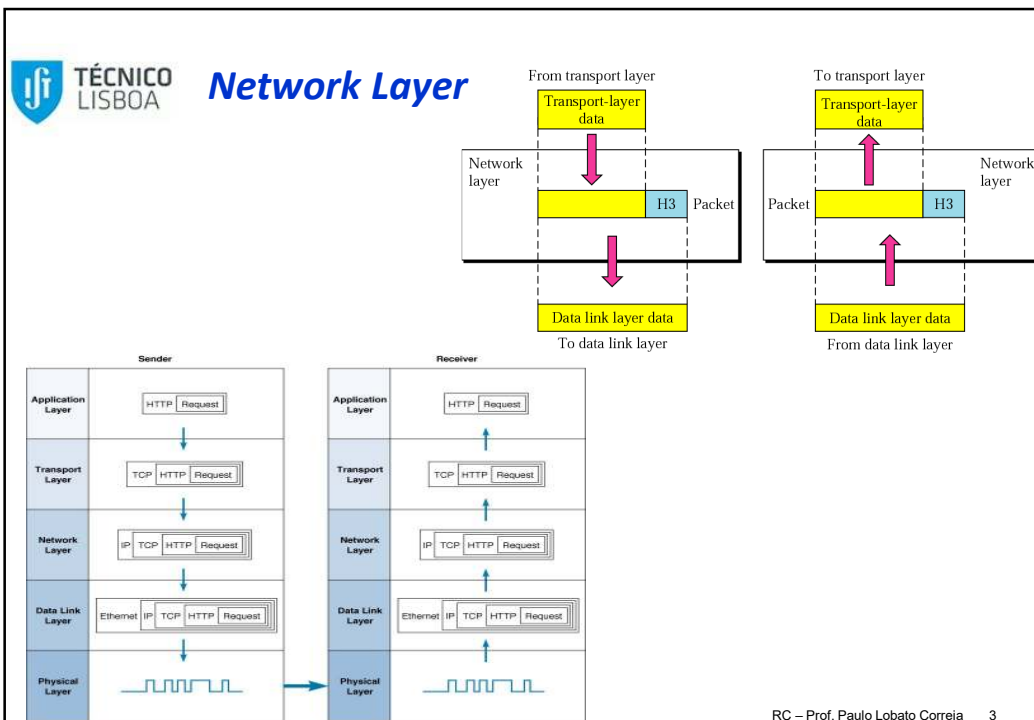 TÉCNICO
LISBOA
Network Layer
From transport layer
Transport-layer
data
Network
layer
H3
Packet
Data link layer data
To data link layer
To transport layer
Transport-layer
data
Network
layer
Packet
H3
Data link layer data
From data link layer
Sender
Application
Layer
HTTP Request
Transport
Layer
TCP HTTP Request
Network
Layer
IP TCP HTTP Request
Data Link
Layer
Ethernet IP TCP HTTP Request
Physical
Layer
Receiver
Application
Layer
HTTP Request
Transport
Layer
TCP HTTP Request
Network
Layer
IP TCP HTTP Request
Data Link
Layer
Ethernet IP TCP HTTP Request
Physical
Layer
RC – Prof. Paulo Lobato Correia 3